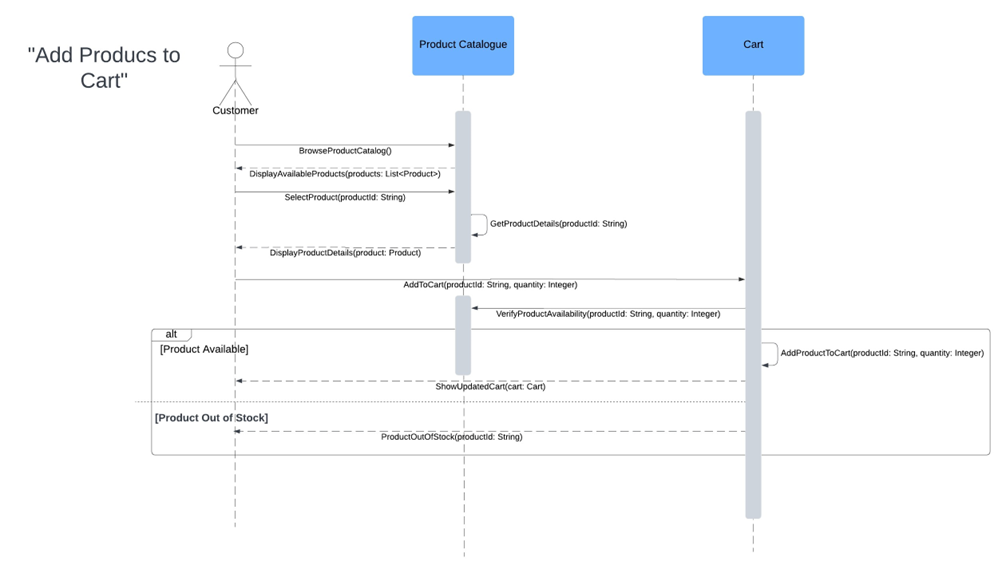 "Add Producs to
Cart"
Product Catalogue
Cart
Customer
BrowseProductCatalog()
DisplayAvailableProducts(products: List<Product>)
SelectProduct(productId: String)
GetProductDetails(productId: String)
DisplayProductDetails(product: Product)
AddToCart(productId: String, quantity: Integer)
VerifyProductAvailability(productId: String, quantity: Integer)
alt
[Product Available]
AddProductToCart(productId: String, quantity: Integer)
ShowUpdatedCart(cart: Cart)
[Product Out of Stock]
ProductOutOfStock(productId: String)